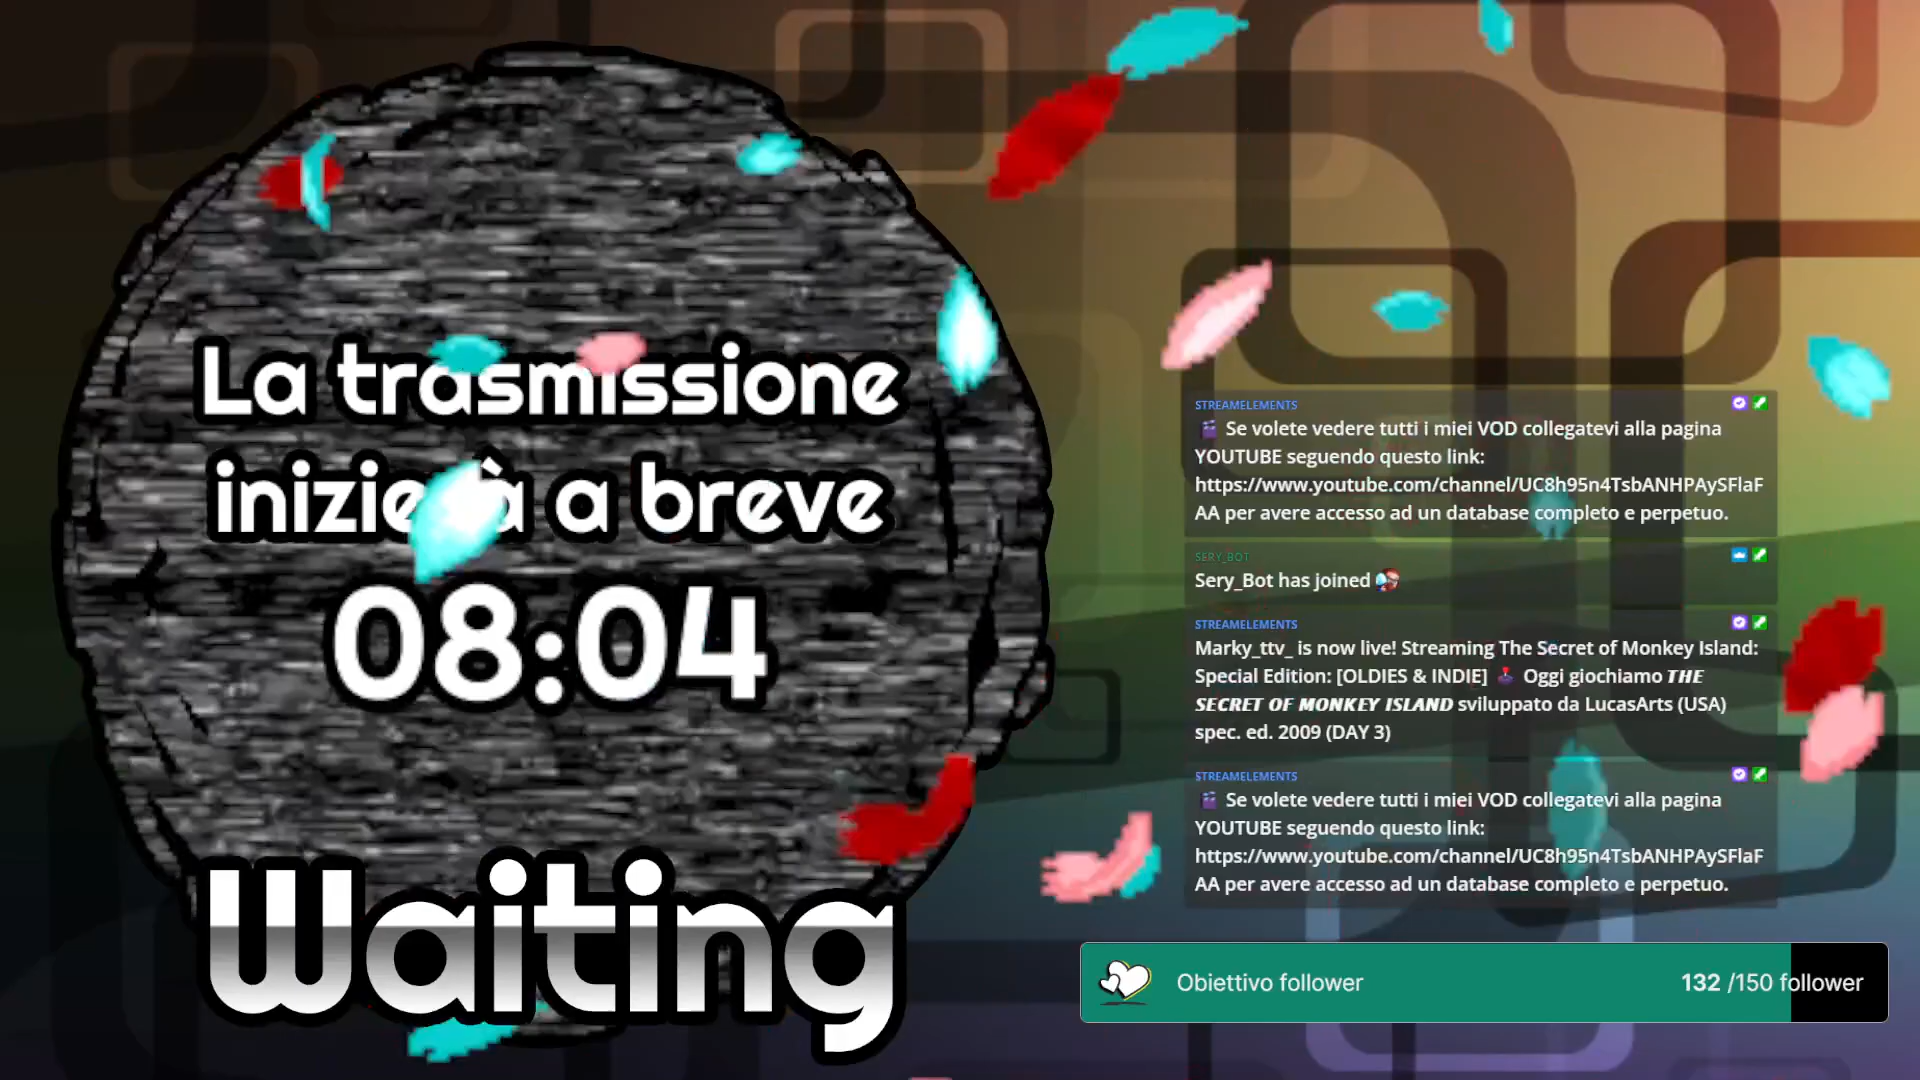 La trasmissione
inizierà a breve
08:04
Waiting
STREAMELEMENTS
Se volete vedere tutti i miei VOD collegatevi alla pagina
YOUTUBE seguendo questo link:
https://www.youtube.com/channel/UC8h95n4TsbANHPAySFlaF
AA per avere accesso ad un database completo e perpetuo.
SERY_BOT
Sery_Bot has joined
STREAMELEMENTS
Marky_ttv_ is now live! Streaming The Secret of Monkey Island:
Special Edition: [OLDIES & INDIE] Oggi giochiamo THE
SECRET OF MONKEY ISLAND sviluppato da LucasArts (USA)
spec. ed. 2009 (DAY 3)
STREAMELEMENTS
Se volete vedere tutti i miei VOD collegatevi alla pagina
YOUTUBE seguendo questo link:
https://www.youtube.com/channel/UC8h95n4TsbANHPAySFlaF
AA per avere accesso ad un database completo e perpetuo.
Obiettivo follower 132 /150 follower